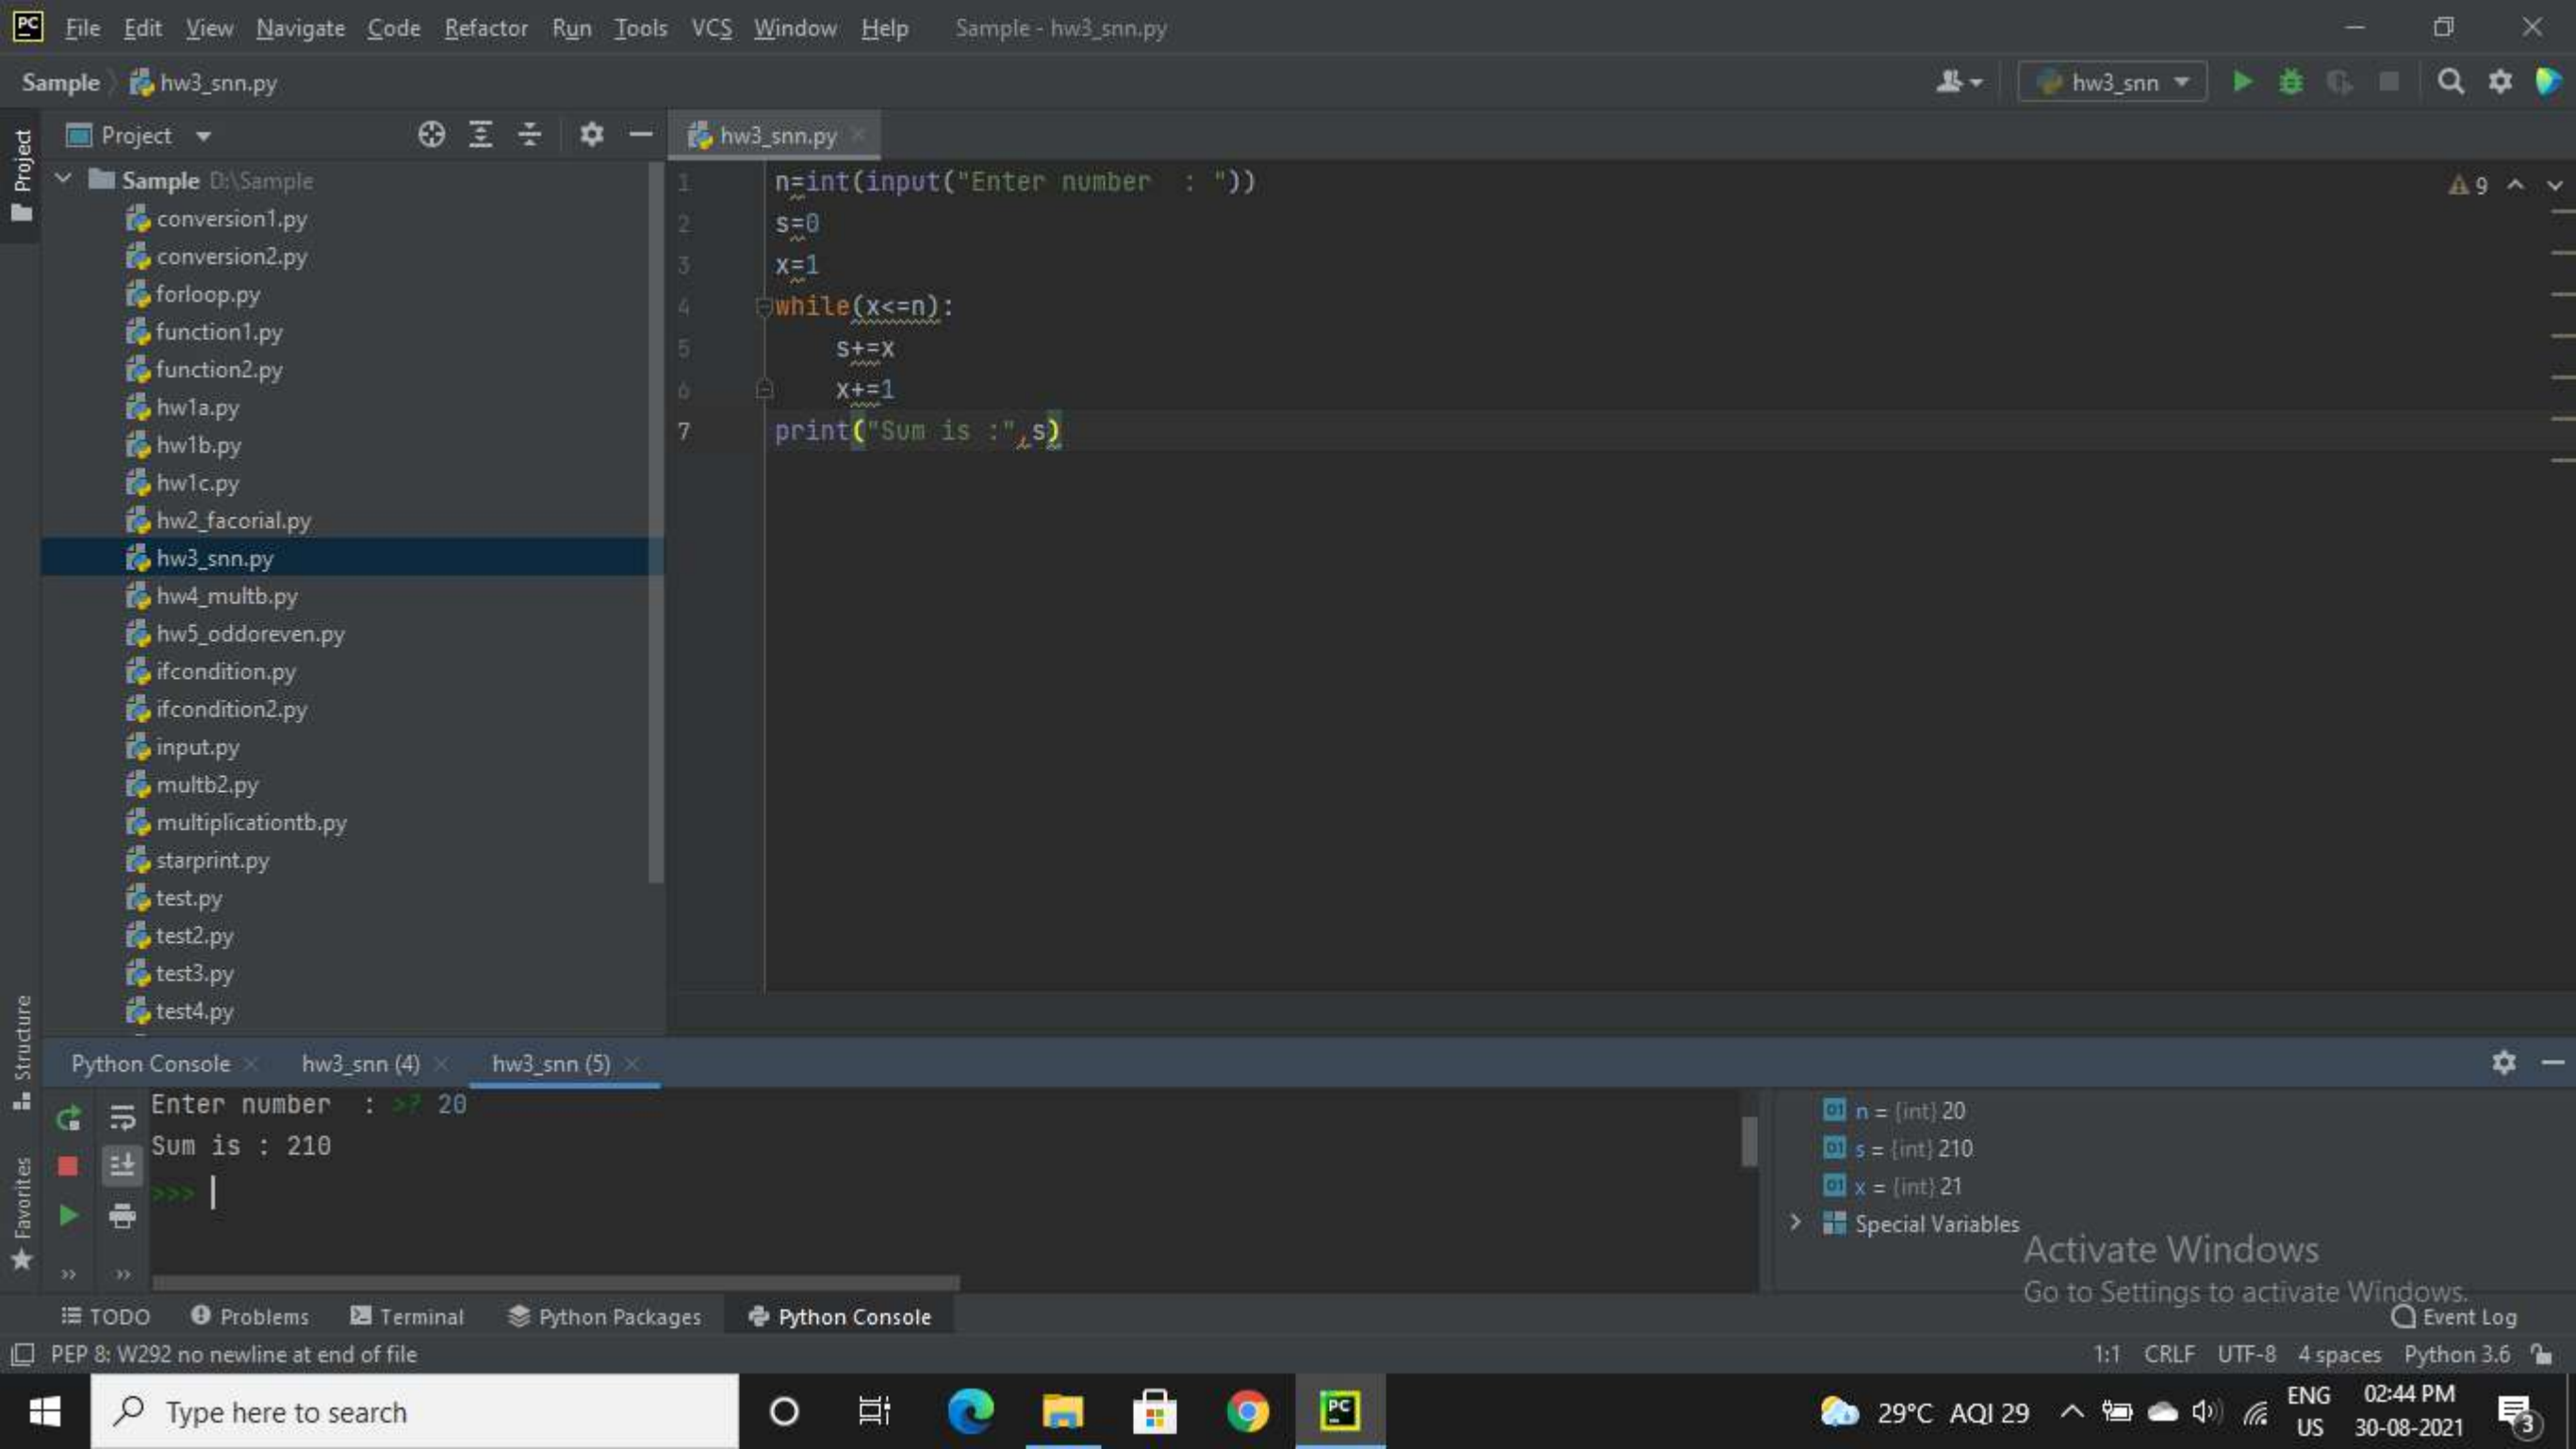 PC File Edit View Navigate Code Refactor Run Tools VCS Window Help Sample - hw3_snn.py
Sample hw3_snn.py hw3_snn
Project
Project
hw3_snn.py
Sample D:\Sample
conversion1.py
conversion2.py
forloop.py
function1.py
function2.py
hw1a.py
hw1b.py
hw1c.py
hw2_facorial.py
hw3_snn.py
hw4_multb.py
hw5_oddoreven.py
ifcondition.py
ifcondition2.py
input.py
multb2.py
multiplicationtb.py
starprint.py
test.py
test2.py
test3.py
test4.py
1 n=int(input("Enter number  : "))
2 s=0
3 x=1
4 while(x<=n):
5     s+=x
6     x+=1
7 print("Sum is :",s)
9
Structure
Favorites
Python Console hw3_snn (4) hw3_snn (5)
Enter number  : >? 20
Sum is : 210
>>>
01 n = {int} 20
01 s = {int} 210
01 x = {int} 21
Special Variables
Activate Windows
Go to Settings to activate Windows.
TODO Problems Terminal Python Packages Python Console Event Log
PEP 8: W292 no newline at end of file 1:1 CRLF UTF-8 4 spaces Python 3.6
Type here to search
PC
29°C AQI 29
ENG
US
02:44 PM
30-08-2021
3